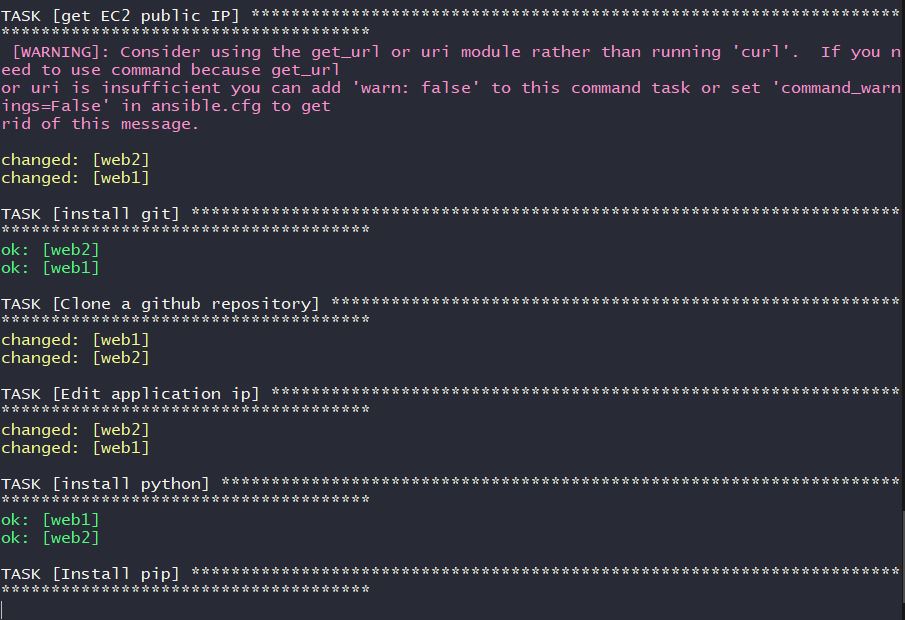 TASK [get EC2 public IP] *****************************************************************
*************************************
 [WARNING]: Consider using the get_url or uri module rather than running 'curl'.  If you n
eed to use command because get_url
or uri is insufficient you can add 'warn: false' to this command task or set 'command_warn
ings=False' in ansible.cfg to get
rid of this message.
changed: [web2]
changed: [web1]
TASK [install git] ***********************************************************************
*************************************
ok: [web2]
ok: [web1]
TASK [Clone a github repository] *********************************************************
*************************************
changed: [web1]
changed: [web2]
TASK [Edit application ip] ***************************************************************
*************************************
changed: [web2]
changed: [web1]
TASK [install python] ********************************************************************
*************************************
ok: [web1]
ok: [web2]
TASK [Install pip] ***********************************************************************
*************************************